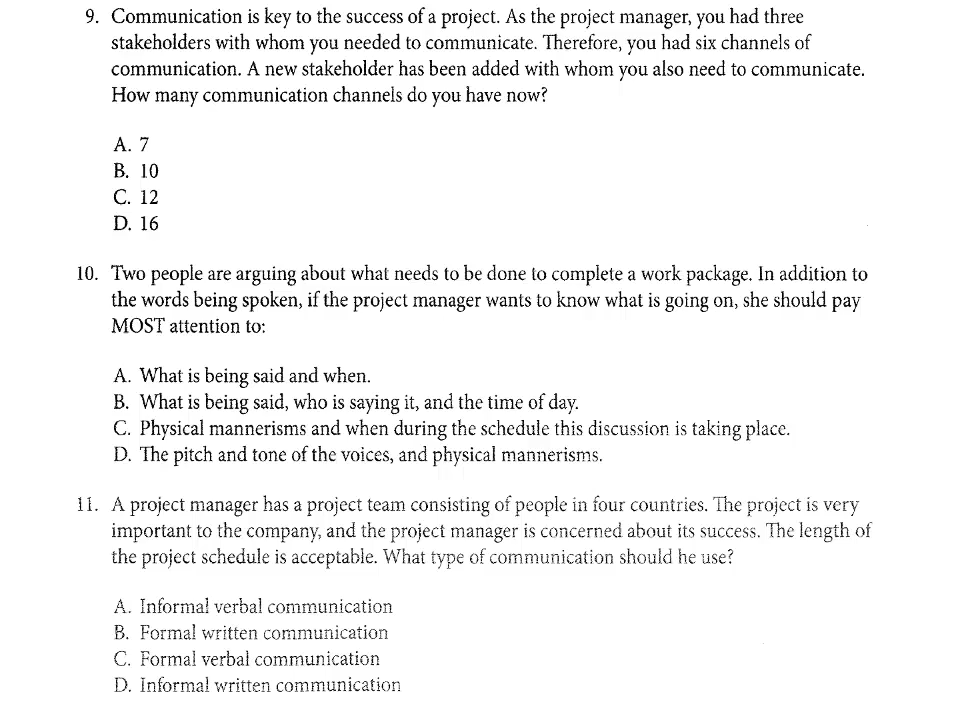 9. Communication is key to the success of a project. As the project manager, you had three
stakeholders with whom you needed to communicate. Therefore, you had six channels of
communication. A new stakeholder has been added with whom you also need to communicate.
How many communication channels do you have now?
A. 7
B. 10
C. 12
D. 16
10. Two people are arguing about what needs to be done to complete a work package. In addition to
the words being spoken, if the project manager wants to know what is going on, she should pay
MOST attention to:
A. What is being said and when.
B. What is being said, who is saying it, and the time of day.
C. Physical mannerisms and when during the schedule this discussion is taking place.
D. The pitch and tone of the voices, and physical mannerisms.
11. A project manager has a project team consisting of people in four countries. The project is very
important to the company, and the project manager is concerned about its success. The length of
the project schedule is acceptable. What type of communication should he use?
A. Informal verbal communication
B. Formal written communication
C. Formal verbal communication
D. Informal written communication